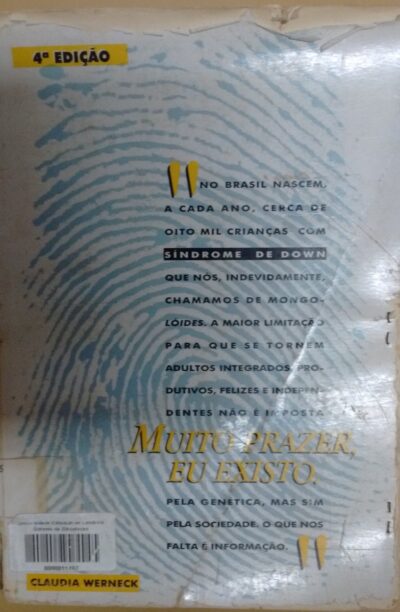 4ª EDIÇÃO
"NO BRASIL NASCEM,
A CADA ANO, CERCA DE
OITO MIL CRIANÇAS COM
SÍNDROME DE DOWN
QUE NÓS, INDEVIDAMENTE,
CHAMAMOS DE MONGO-
LÓIDES. A MAIOR LIMITAÇÃO
PARA QUE SE TORNEM
ADULTOS INTEGRADOS, PRO-
DUTIVOS, FELIZES E INDEPEN-
DENTES NÃO É IMPOSTA
MUITO PRAZER,
EU EXISTO.
PELA GENÉTICA, MAS SIM
PELA SOCIEDADE. O QUE NOS
FALTA É INFORMAÇÃO."
CLAUDIA WERNECK